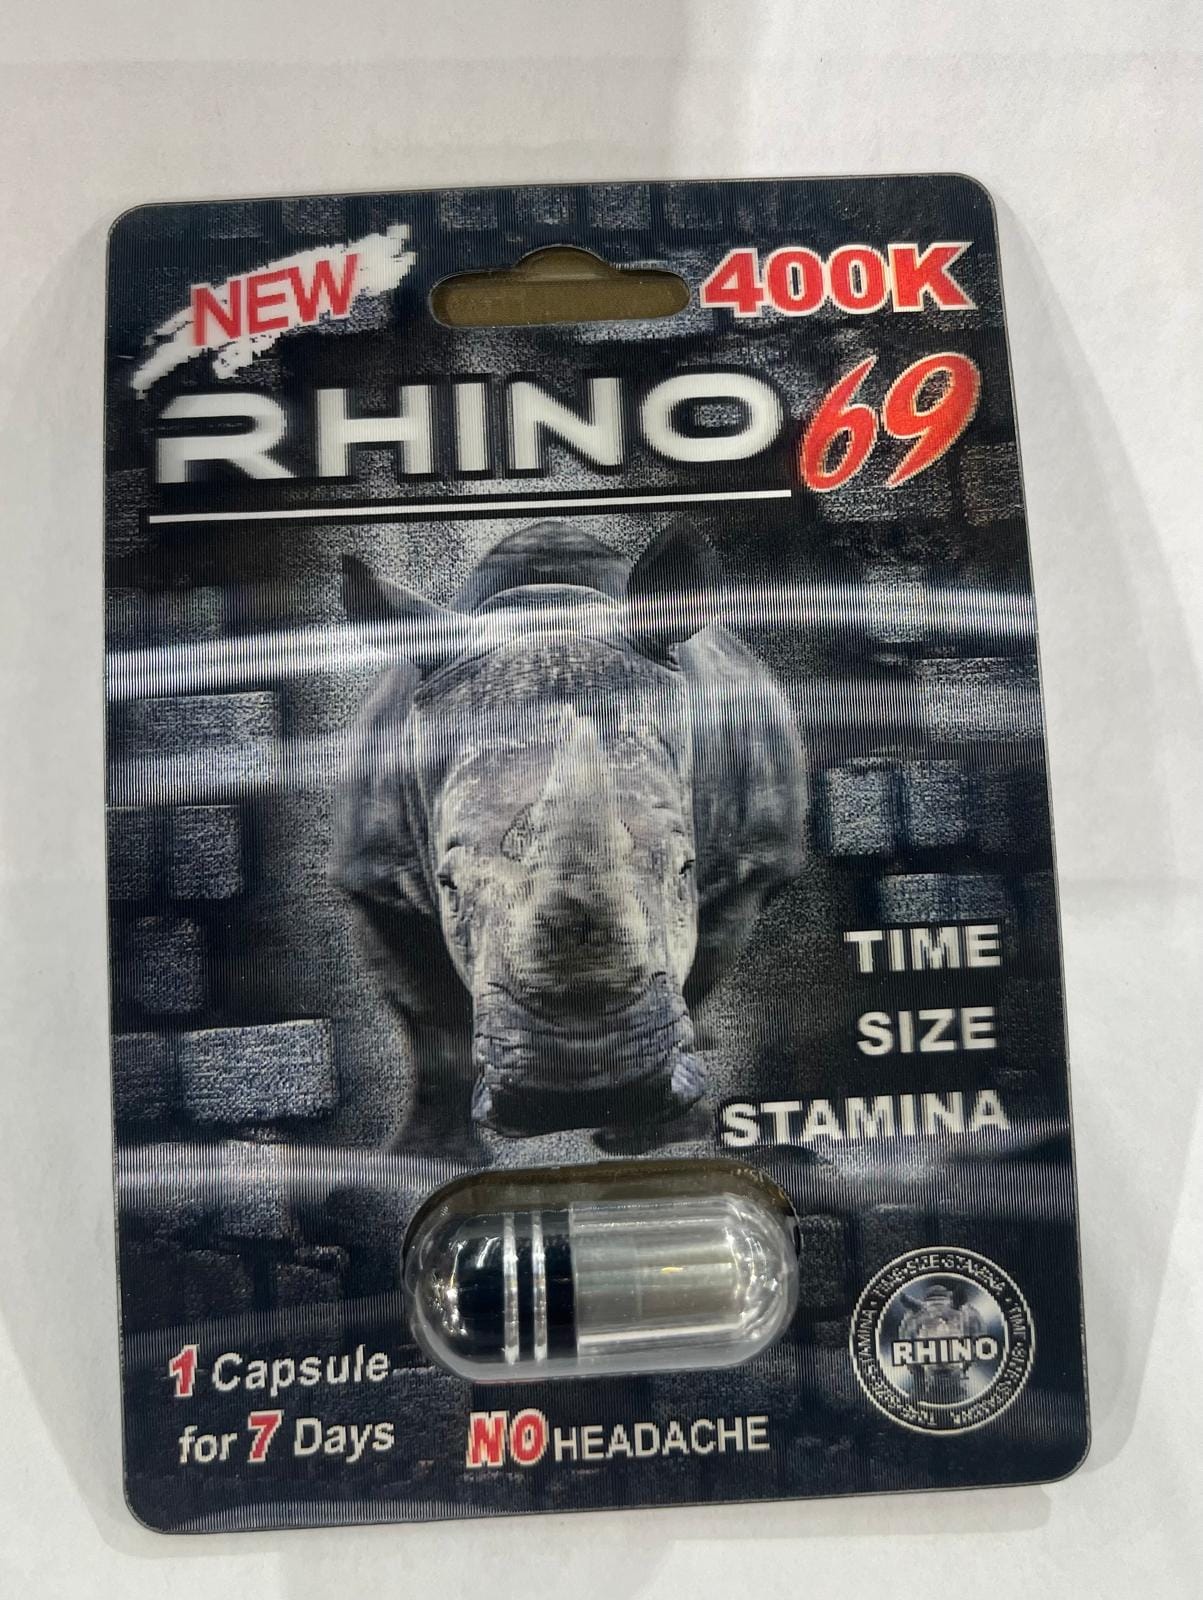 NEW
400K
RHINO 69
TIME
SIZE
STAMINA
RHINO
1 Capsule
for 7 Days
NO HEADACHE